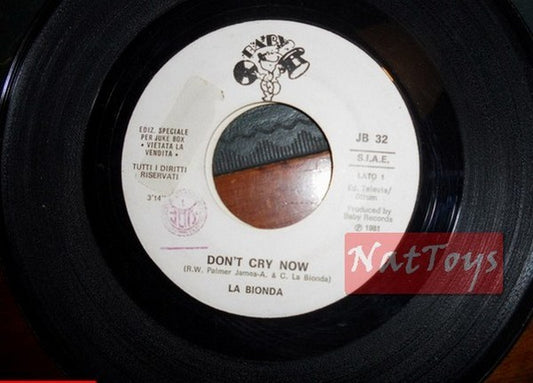 BABY
EDIZ. SPECIALE
PER JUKE BOX
• VIETATA LA
VENDITA •
TUTTI I DIRITTI
RISERVATI
3'14"
JB 32
S.I.A.E.
LATO 1
Ed. Televis/
Otium
Produced by
Baby Records
℗ 1981
DON'T CRY NOW
(R.W. Palmer James-A. & C. La Bionda)
LA BIONDA
NatToys